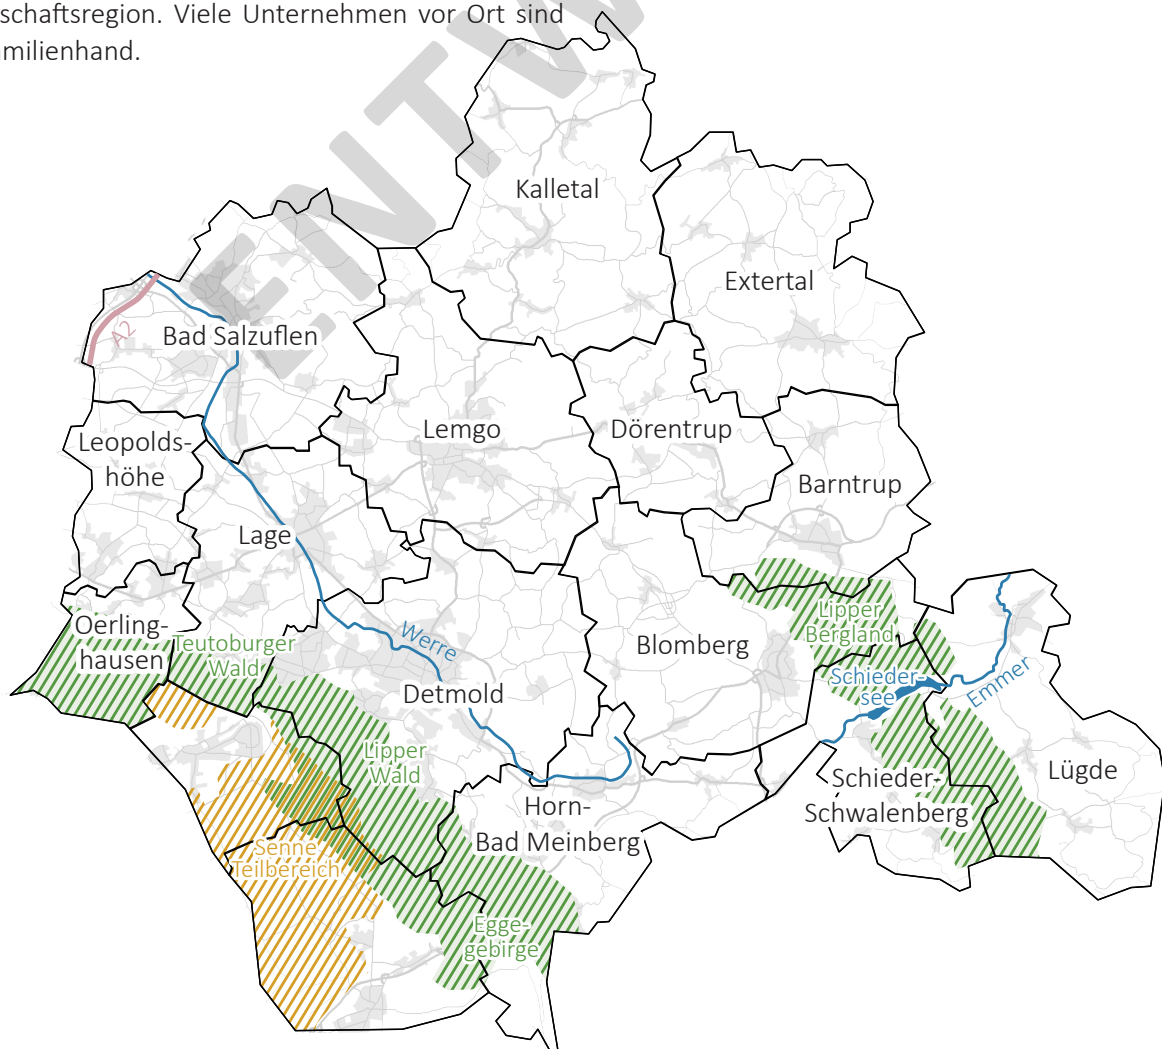 schaftsregion. Viele Unternehmen vor Ort sind
milienhand.
ENTW
Kalletal
Extertal
A2
Bad Salzuflen
Leopolds-
höhe
Lemgo
Dörentrup
Barntrup
Lage
Oerling-
hausen
Teutoburger
Wald
Werre
Detmold
Blomberg
Lipper
Bergland
Schieder-
see
Emmer
Lipper
Wald
Horn-
Bad Meinberg
Schieder-
Schwalenberg
Lügde
Senne
Teilbereich
Egge-
gebirge